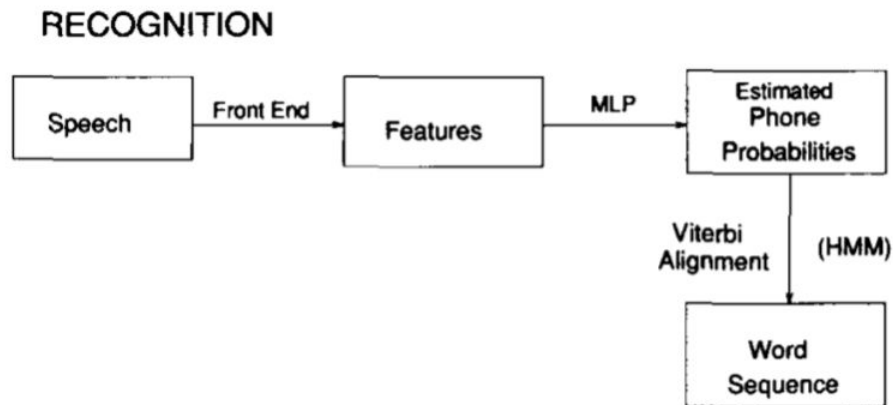 RECOGNITION
Speech
Front End
Features
MLP
Estimated
Phone
Probabilities
Viterbi
Alignment
(HMM)
Word
Sequence